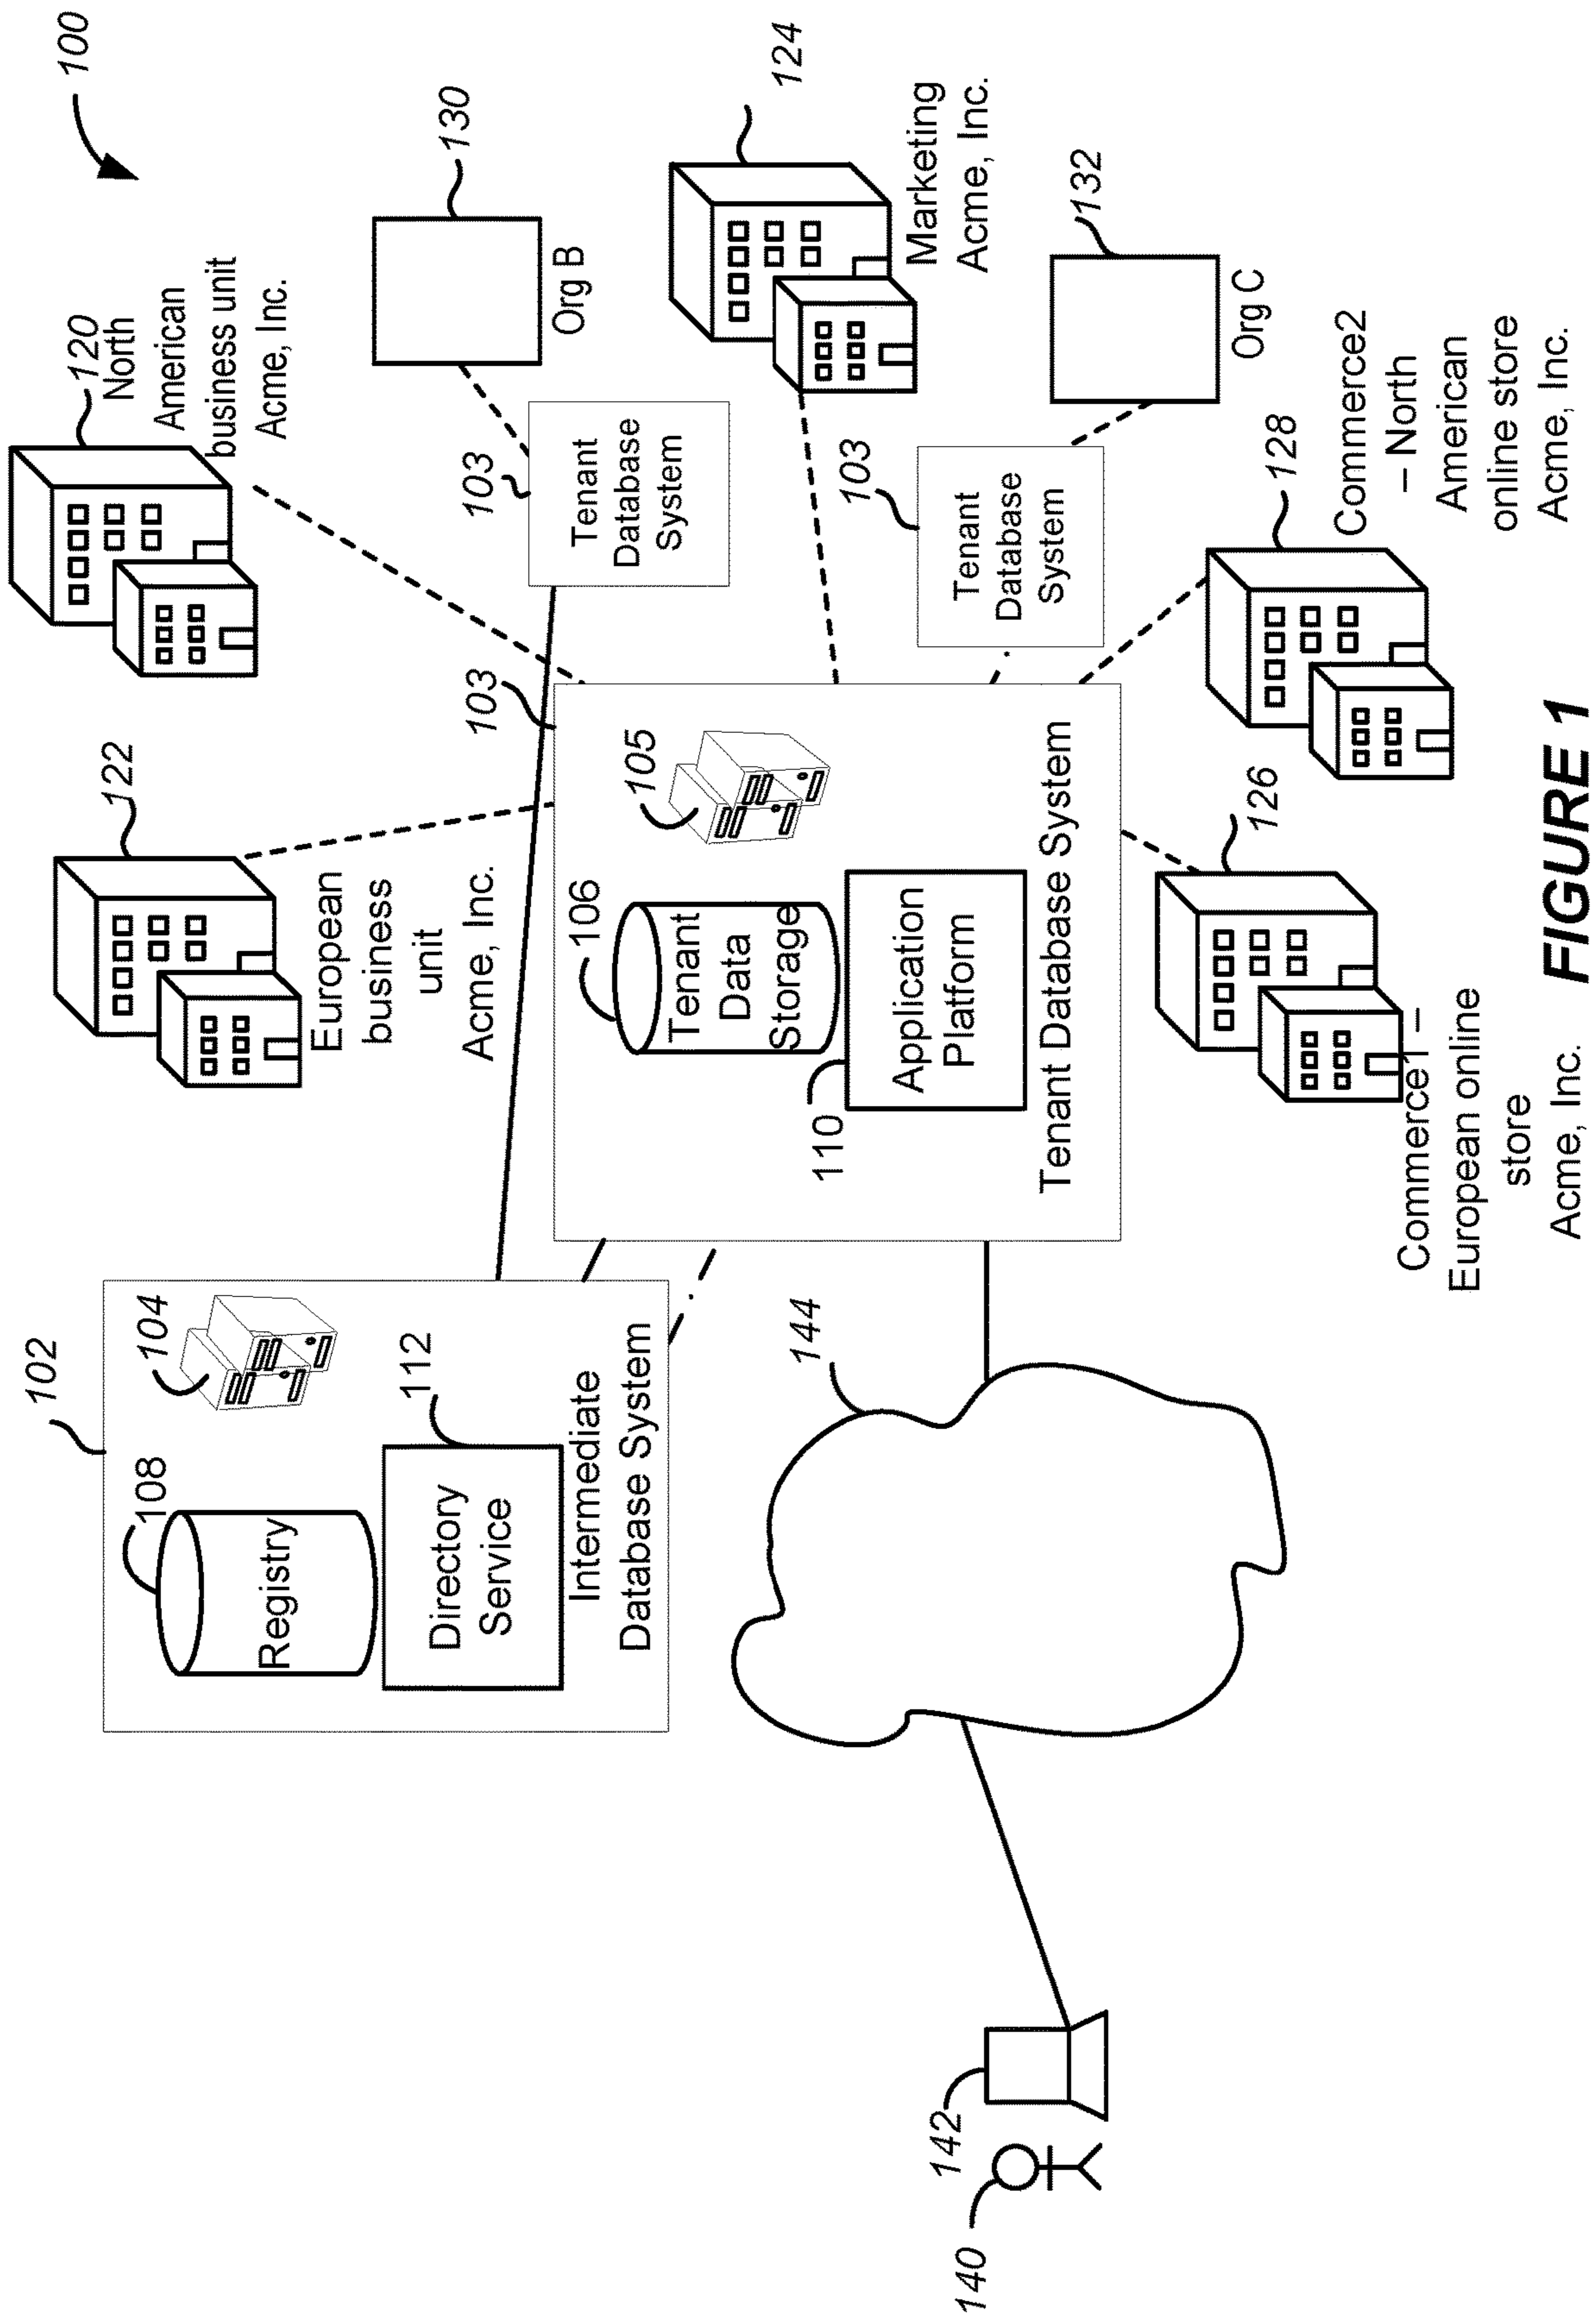 100
102
108
Registry
104
Directory
Service
112
Intermediate
Database System
122
European
business
unit
Acme, Inc.
120
North
American
business unit
Acme, Inc.
130
Org B
103
Tenant
Database
System
124
Marketing
Acme, Inc.
103
106
Tenant
Data
Storage
105
110
Application
Platform
Tenant Database System
103
Tenant
Database
System
132
Org C
140
142
144
126
Commerce1 –
European online
store
Acme, Inc.
128
Commerce2
– North
American
online store
Acme, Inc.
FIGURE 1